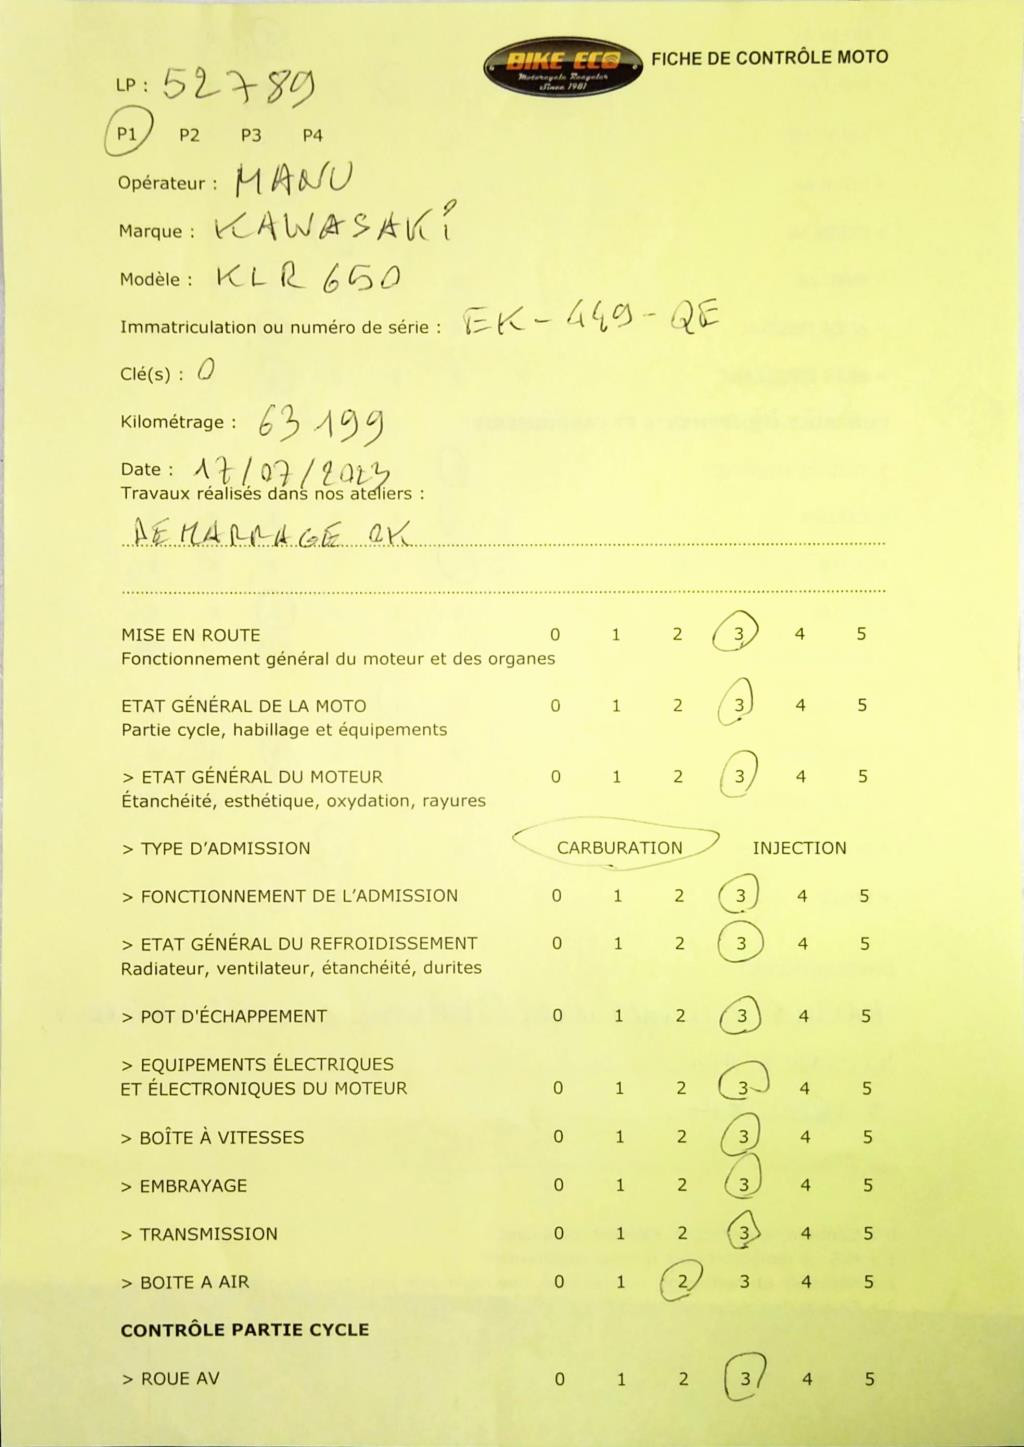 BIKE ECO
Motorcycle Recycler
Since 1981
FICHE DE CONTRÔLE MOTO
LP : 52789
P1 P2 P3 P4
Opérateur : MANU
Marque : KAWASAKi
Modèle : KLR 650
Immatriculation ou numéro de série : EK-449-QE
Clé(s) : 0
Kilométrage : 63 199
Date : 17/07/2023
Travaux réalisés dans nos ateliers :
DEMARRAGE OK
MISE EN ROUTE 0 1 2 3 4 5
Fonctionnement général du moteur et des organes
ETAT GÉNÉRAL DE LA MOTO 0 1 2 3 4 5
Partie cycle, habillage et équipements
> ETAT GÉNÉRAL DU MOTEUR 0 1 2 3 4 5
Étanchéité, esthétique, oxydation, rayures
> TYPE D'ADMISSION CARBURATION INJECTION
> FONCTIONNEMENT DE L'ADMISSION 0 1 2 3 4 5
> ETAT GÉNÉRAL DU REFROIDISSEMENT 0 1 2 3 4 5
Radiateur, ventilateur, étanchéité, durites
> POT D'ÉCHAPPEMENT 0 1 2 3 4 5
> EQUIPEMENTS ÉLECTRIQUES
ET ÉLECTRONIQUES DU MOTEUR 0 1 2 3 4 5
> BOÎTE À VITESSES 0 1 2 3 4 5
> EMBRAYAGE 0 1 2 3 4 5
> TRANSMISSION 0 1 2 3 4 5
> BOITE A AIR 0 1 2 3 4 5
CONTRÔLE PARTIE CYCLE
> ROUE AV 0 1 2 3 4 5